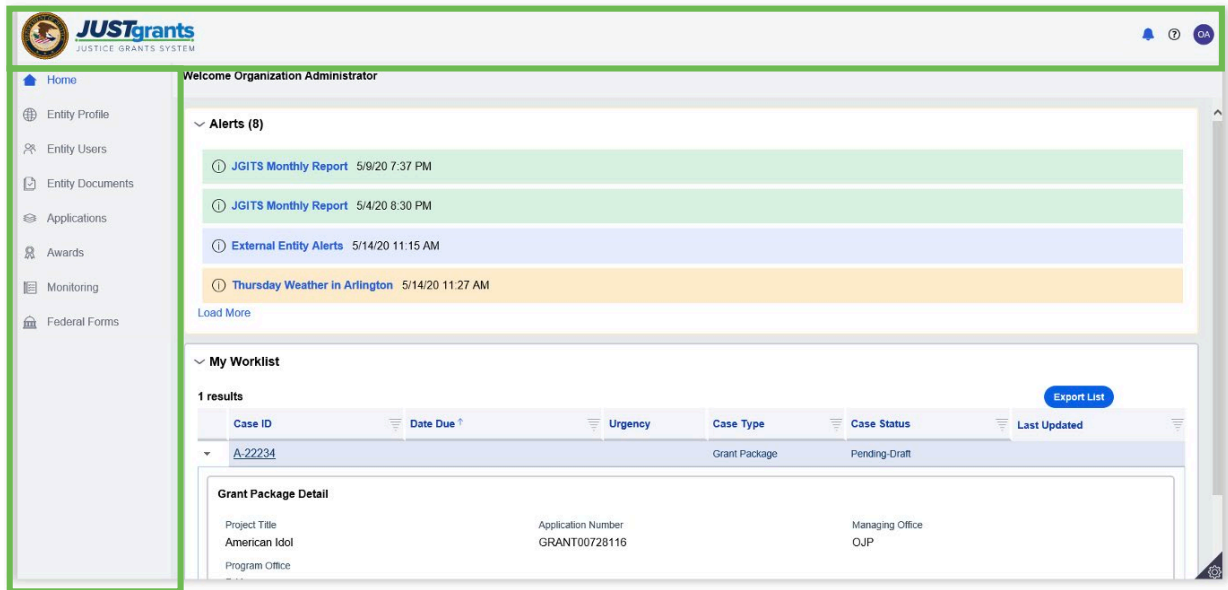 JUSTgrants
JUSTICE GRANTS SYSTEM
OA
Home
Entity Profile
Entity Users
Entity Documents
Applications
Awards
Monitoring
Federal Forms
Welcome Organization Administrator
Alerts (8)
JGITS Monthly Report 5/9/20 7:37 PM
JGITS Monthly Report 5/4/20 8:30 PM
External Entity Alerts 5/14/20 11:15 AM
Thursday Weather in Arlington 5/14/20 11:27 AM
Load More
My Worklist
1 results
Export List
Case ID Date Due ↑ Urgency Case Type Case Status Last Updated
A-22234 Grant Package Pending-Draft
Grant Package Detail
Project Title Application Number Managing Office
American Idol GRANT00728116 OJP
Program Office